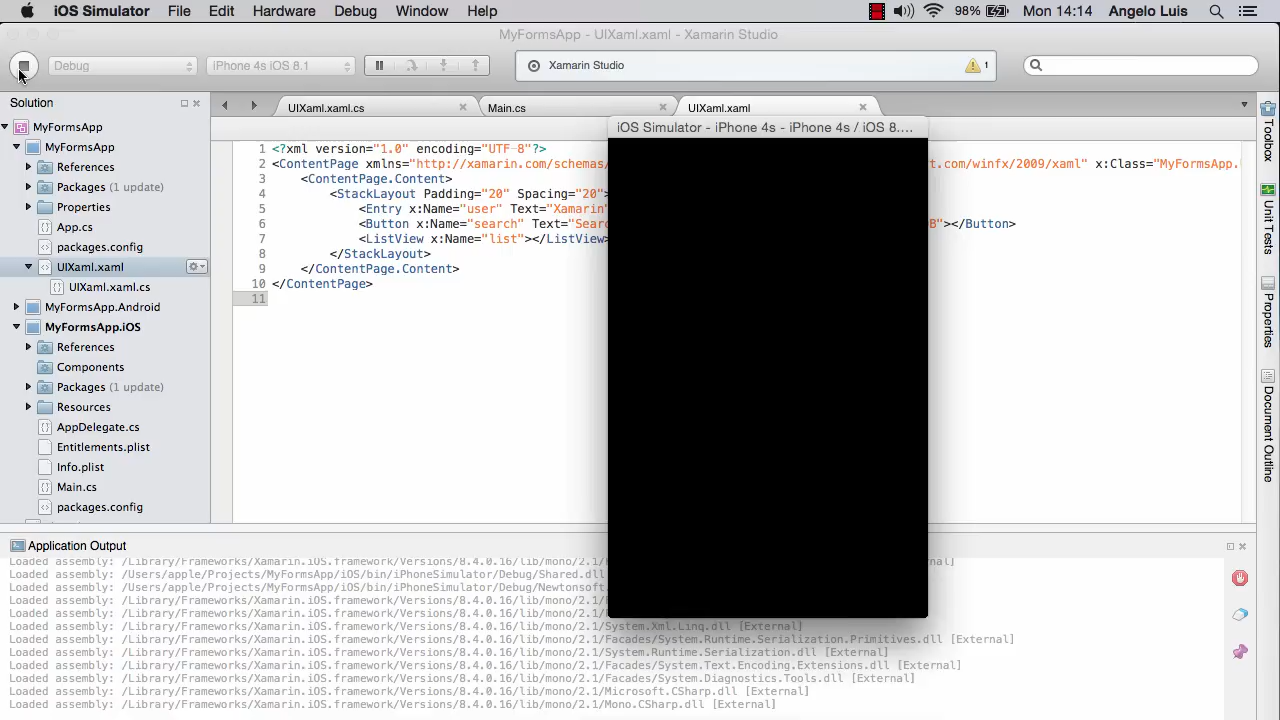 iOS Simulator File Edit Hardware Debug Window Help 98% Mon 14:14 Angelo Luis
MyFormsApp - UIXaml.xaml - Xamarin Studio
Debug iPhone 4s iOS 8.1 Xamarin Studio 1
Solution
UIXaml.xaml.cs Main.cs UIXaml.xaml
MyFormsApp
MyFormsApp
References
Packages (1 update)
Properties
App.cs
packages.config
UIXaml.xaml
UIXaml.xaml.cs
MyFormsApp.Android
MyFormsApp.iOS
References
Components
Packages (1 update)
Resources
AppDelegate.cs
Entitlements.plist
Info.plist
Main.cs
packages.config
iOS Simulator - iPhone 4s - iPhone 4s / iOS 8....
1 <?xml version="1.0" encoding="UTF-8"?>
2 <ContentPage xmlns="http://xamarin.com/schemas/ t.com/winfx/2009/xaml" x:Class="MyFormsApp.
3 <ContentPage.Content>
4 <StackLayout Padding="20" Spacing="20">
5 <Entry x:Name="user" Text="Xamarin"
6 <Button x:Name="search" Text="Sear B"></Button>
7 <ListView x:Name="list"></ListView>
8 </StackLayout>
9 </ContentPage.Content>
10 </ContentPage>
11
Toolbox
Unit Tests
Properties
Document Outline
Application Output
Loaded assembly: /Library/Frameworks/Xamarin.iOS.framework/Versions/8.4.0.16/lib/mono/2.1/
Loaded assembly: /Users/apple/Projects/MyFormsApp/iOS/bin/iPhoneSimulator/Debug/Shared.dll
Loaded assembly: /Users/apple/Projects/MyFormsApp/iOS/bin/iPhoneSimulator/Debug/Newtonsoft.
Loaded assembly: /Library/Frameworks/Xamarin.iOS.framework/Versions/8.4.0.16/lib/mono/2.1/
Loaded assembly: /Library/Frameworks/Xamarin.iOS.framework/Versions/8.4.0.16/lib/mono/2.1/
Loaded assembly: /Library/Frameworks/Xamarin.iOS.framework/Versions/8.4.0.16/lib/mono/2.1/System.Xml.Linq.dll [External]
Loaded assembly: /Library/Frameworks/Xamarin.iOS.framework/Versions/8.4.0.16/lib/mono/2.1/Facades/System.Runtime.Serialization.Primitives.dll [External]
Loaded assembly: /Library/Frameworks/Xamarin.iOS.framework/Versions/8.4.0.16/lib/mono/2.1/System.Runtime.Serialization.dll [External]
Loaded assembly: /Library/Frameworks/Xamarin.iOS.framework/Versions/8.4.0.16/lib/mono/2.1/Facades/System.Text.Encoding.Extensions.dll [External]
Loaded assembly: /Library/Frameworks/Xamarin.iOS.framework/Versions/8.4.0.16/lib/mono/2.1/Facades/System.Diagnostics.Tools.dll [External]
Loaded assembly: /Library/Frameworks/Xamarin.iOS.framework/Versions/8.4.0.16/lib/mono/2.1/Microsoft.CSharp.dll [External]
Loaded assembly: /Library/Frameworks/Xamarin.iOS.framework/Versions/8.4.0.16/lib/mono/2.1/Mono.CSharp.dll [External]